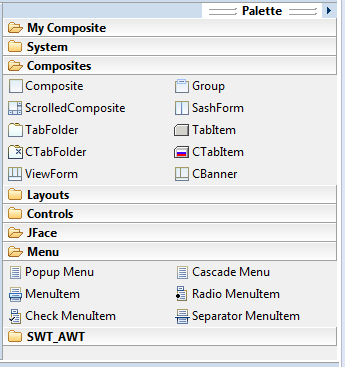 Palette
My Composite
System
Composites
Composite Group
ScrolledComposite SashForm
TabFolder TabItem
CTabFolder CTabItem
ViewForm CBanner
Layouts
Controls
JFace
Menu
Popup Menu Cascade Menu
MenuItem Radio MenuItem
Check MenuItem Separator MenuItem
SWT_AWT